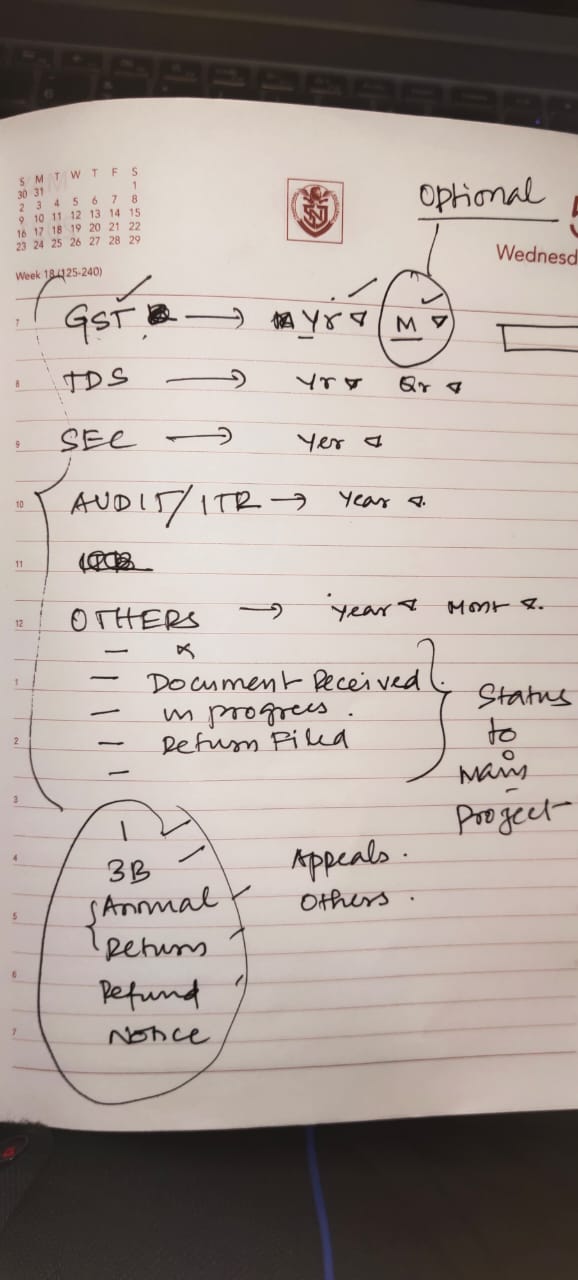 S M T W T F S
30 31 1
2 3 4 5 6 7 8
9 10 11 12 13 14 15
16 17 18 19 20 21 22
23 24 25 26 27 28 29
Optional
5
Wednesd
Week 18 (125-240)
7 GST → Yr M
8 TDS → Yr Qr
9 SEC → Yer
10 AUDIT/ITR → Year
11
12 OTHERS → Year Mont
—
1 — Document Received
— in progress.
2 — Return Filed
—
Status
to
Main
Project
3
1
4 3B
Annual
5 Return
6 Refund
7 Notice
Appeals.
Others.